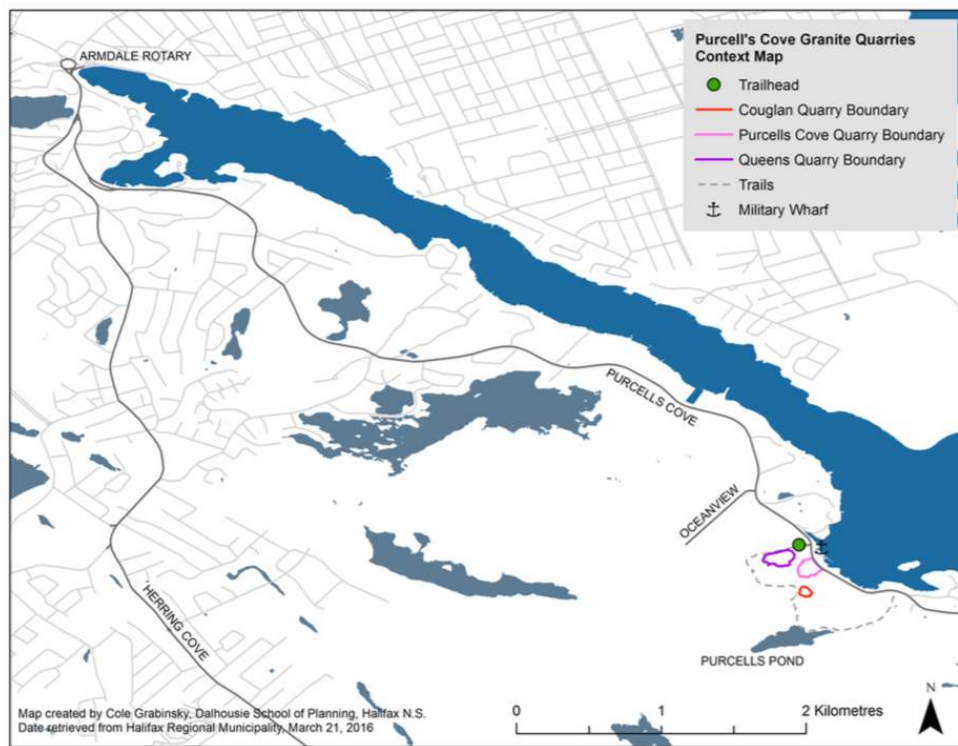 ARMDALE ROTARY
Purcell's Cove Granite Quarries
Context Map
Trailhead
Couglan Quarry Boundary
Purcells Cove Quarry Boundary
Queens Quarry Boundary
Trails
Military Wharf
PURCELLS COVE
OCEANVIEW
HERRING COVE
PURCELLS POND
N
Map created by Cole Grabinsky, Dalhousie School of Planning, Halifax N.S.
Date retrieved from Halifax Regional Municipality, March 21, 2016
0 1 2 Kilometres